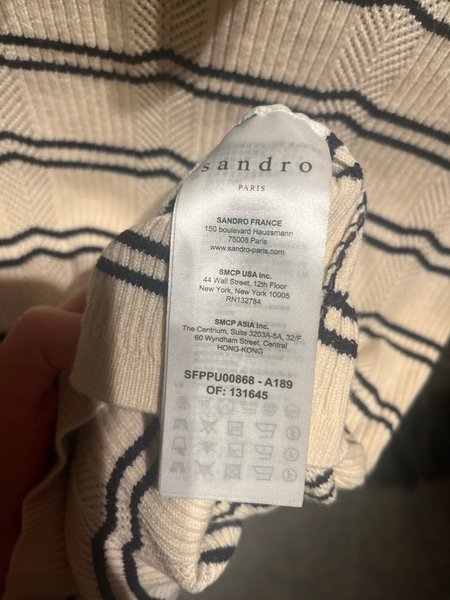 sandro
PARIS
SANDRO FRANCE
150 boulevard Haussmann
75008 Paris
www.sandro-paris.com
SMCP USA Inc.
44 Wall Street, 12th Floor
New York, New York 10005
RN132784
SMCP ASIA Inc.
The Centrium, Suite 3203A-5A, 32/F
60 Wyndham Street, Central
HONG-KONG
SFPPU00868 - A189
OF: 131645